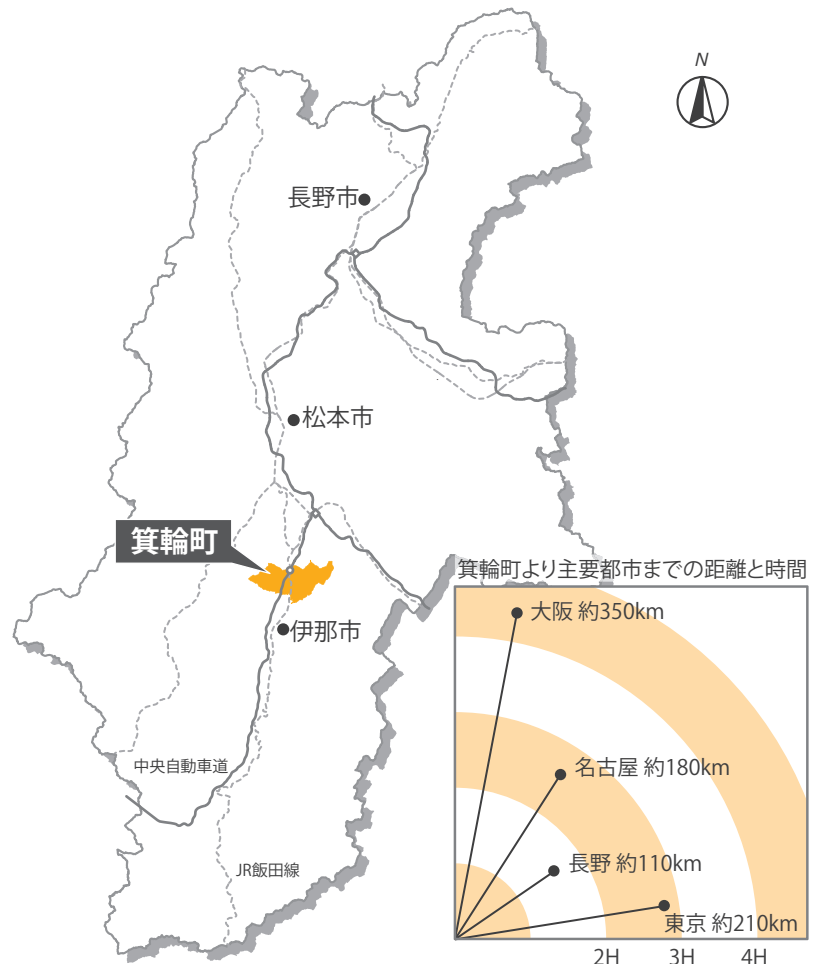 N
長野市
松本市
箕輪町
伊那市
中央自動車道
JR飯田線
箕輪町より主要都市までの距離と時間
大阪 約350km
名古屋 約180km
長野 約110km
東京 約210km
2H 3H 4H